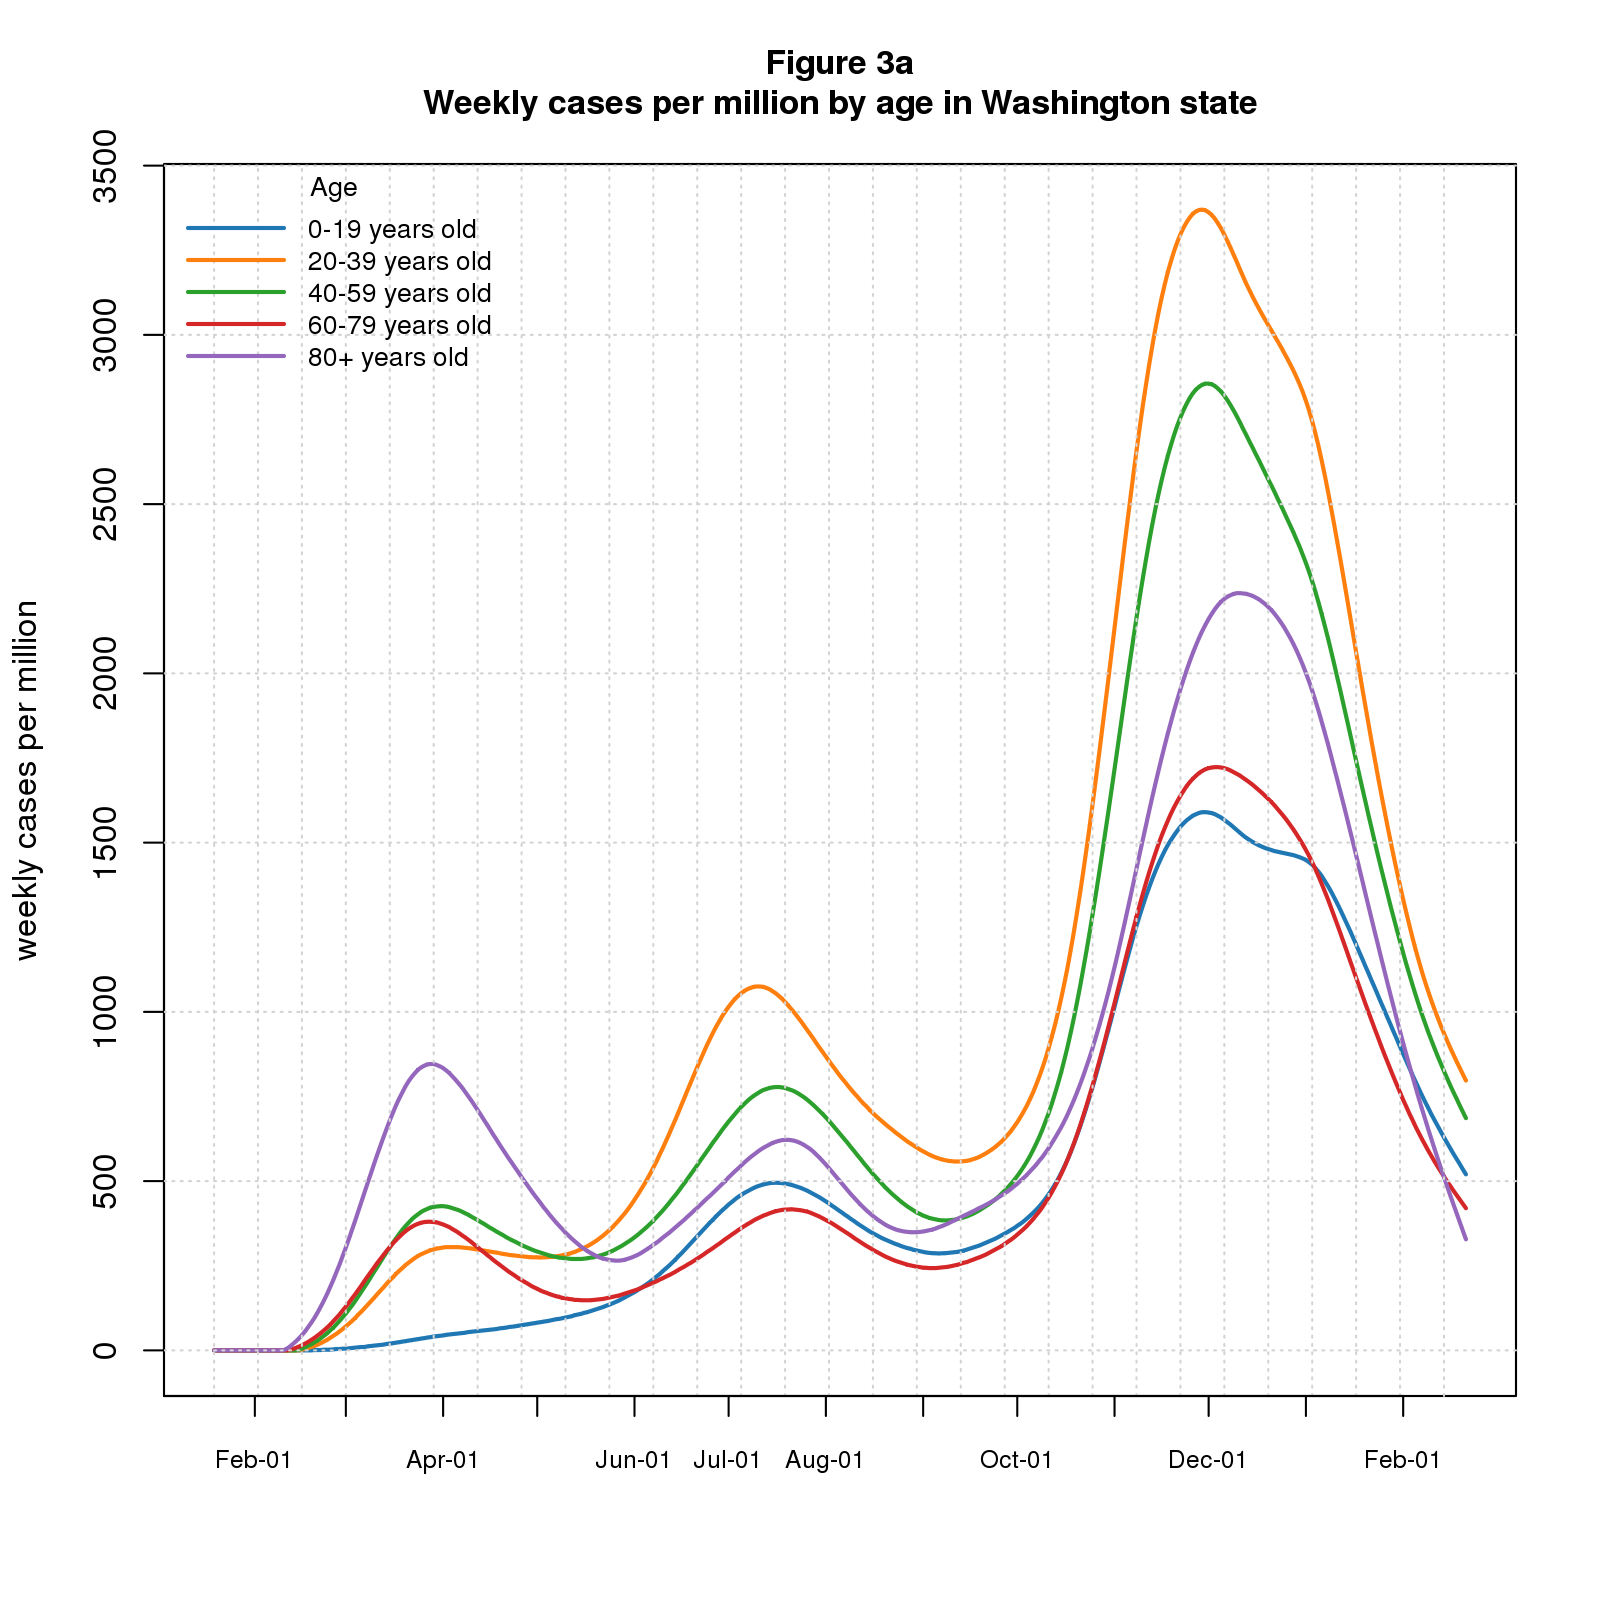 Figure 3a
Weekly cases per million by age in Washington state
3500
3000
2500
2000
1500
1000
500
0
weekly cases per million
Age
0-19 years old
20-39 years old
40-59 years old
60-79 years old
80+ years old
Feb-01 Apr-01 Jun-01 Jul-01 Aug-01 Oct-01 Dec-01 Feb-01